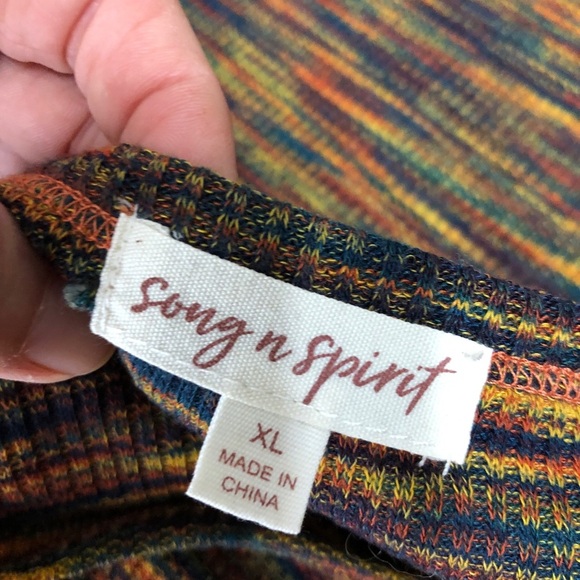 song n spirit
XL
MADE IN
CHINA